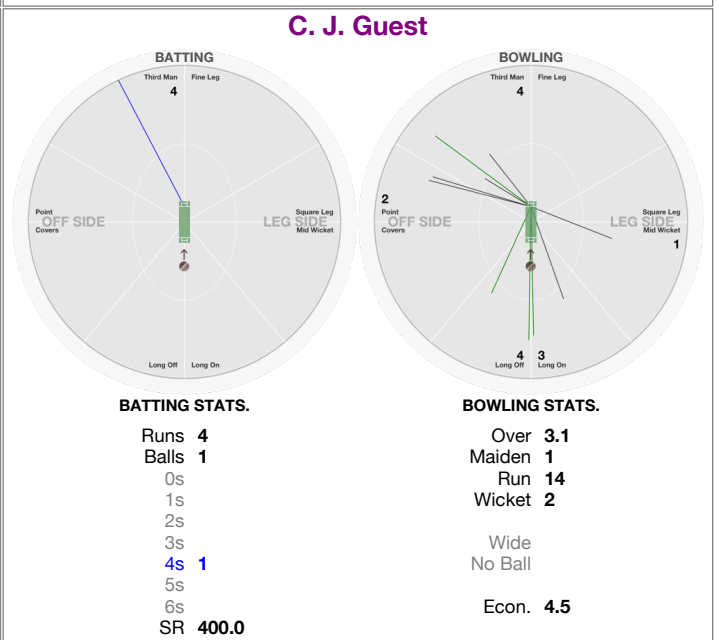 C. J. Guest
BATTING
Third Man Fine Leg
4
Point
OFF SIDE
Covers
Square Leg
LEG SIDE
Mid Wicket
Long Off Long On
BATTING STATS.
Runs 4
Balls 1
0s
1s
2s
3s
4s 1
5s
6s
SR 400.0
BOWLING
Third Man Fine Leg
4
2
Point
OFF SIDE
Covers
Square Leg
LEG SIDE
Mid Wicket
1
4 3
Long Off Long On
BOWLING STATS.
Over 3.1
Maiden 1
Run 14
Wicket 2
Wide
No Ball
Econ. 4.5